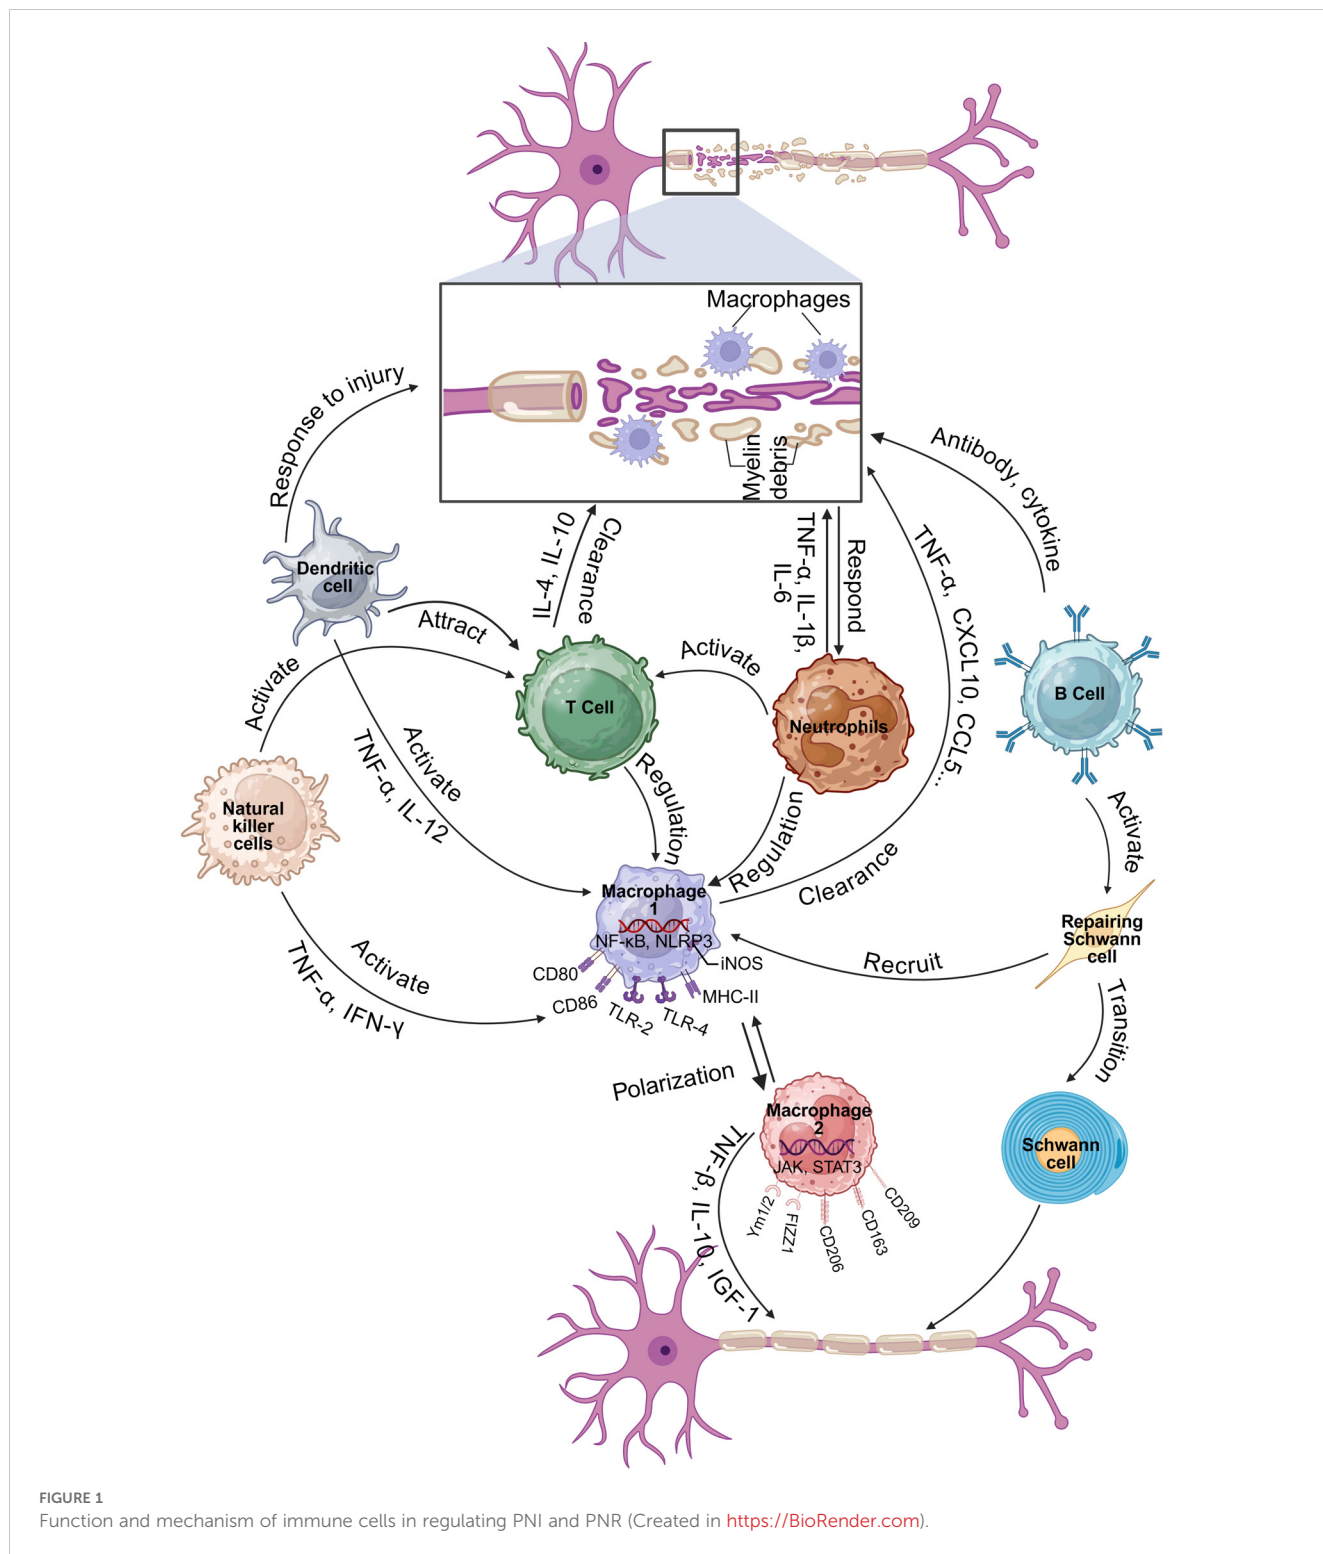 Macrophages
Myelin
debris
Response to injury
Antibody, cytokine
Dendritic
cell
IL-4, IL-10
Clearance
TNF-α, IL-1β,
IL-6
Respond
TNF-α, CXCL10, CCL5...
Clearance
Attract
Activate
T Cell
Activate
Neutrophils
B Cell
Activate
TNF-α, IL-12
Regulation
Regulation
Activate
Natural
killer
cells
Activate
TNF-α, IFN-γ
Macrophage
1
NF-κB, NLRP3
iNOS
CD80
CD86
TLR-2
TLR-4
MHC-II
Recruit
Repairing
Schwann
cell
Transition
Polarization
Macrophage
2
JAK, STAT3
Ym1/2
FIZZ1
CD206
CD163
CD209
TNF-β, IL-10, IGF-1
Schwann
cell
FIGURE 1
Function and mechanism of immune cells in regulating PNI and PNR (Created in https://BioRender.com).